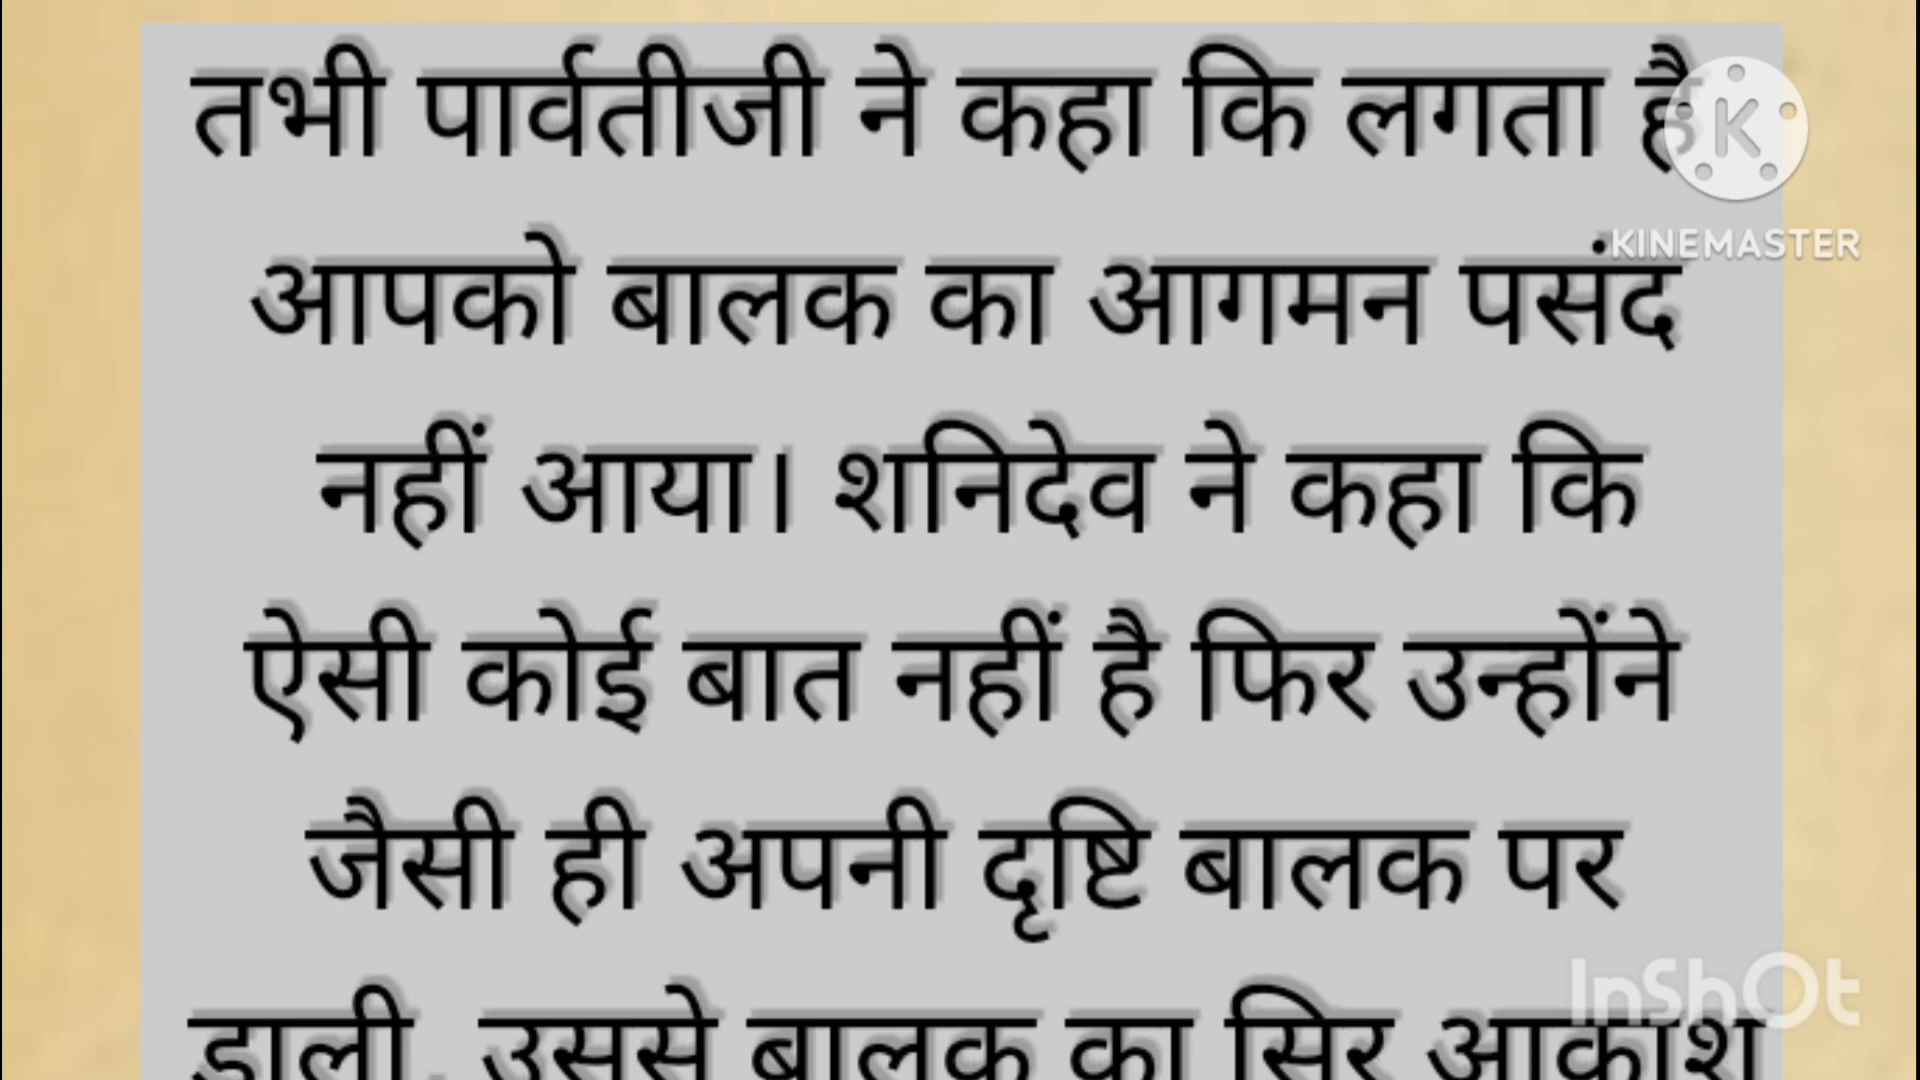 तभी पार्वतीजी ने कहा कि लगता है
K
KINEMASTER
आपको बालक का आगमन पसंद
नहीं आया। शनिदेव ने कहा कि
ऐसी कोई बात नहीं है फिर उन्होंने
जैसी ही अपनी दृष्टि बालक पर
InShOt
डाली, उससे बालक का सिर आकाश